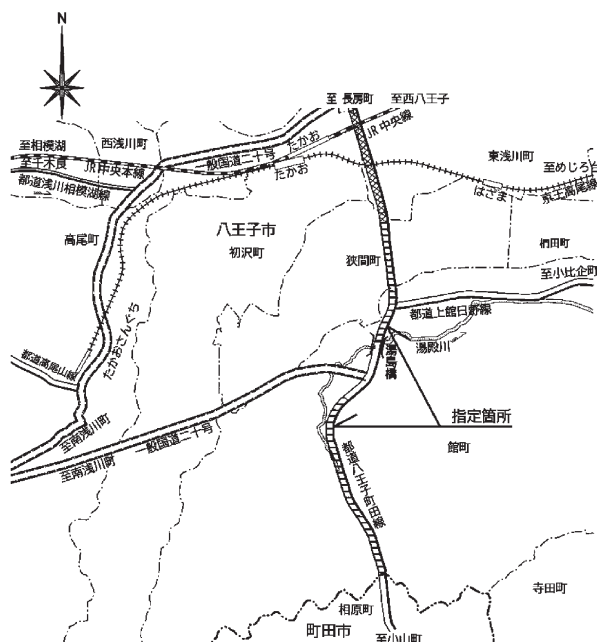 N
至 長房町
至西八王子
西浅川町
至相模湖
至千木良
JR中央本線
都道浅川相模湖線
一般国道二十号
たかお
JR中央線
たかお
東浅川町
至めじろ台
はざま
京王高尾線
八王子市
初沢町
高尾町
狭間町
椚田町
至小比企町
都道上館日野線
湯殿川
たかおさんぐち
都道高尾山線
至南浅川町
一般国道二十号
至南浅川町
指定箇所
館町
都道八王子町田線
寺田町
相原町
町田市
至小山町